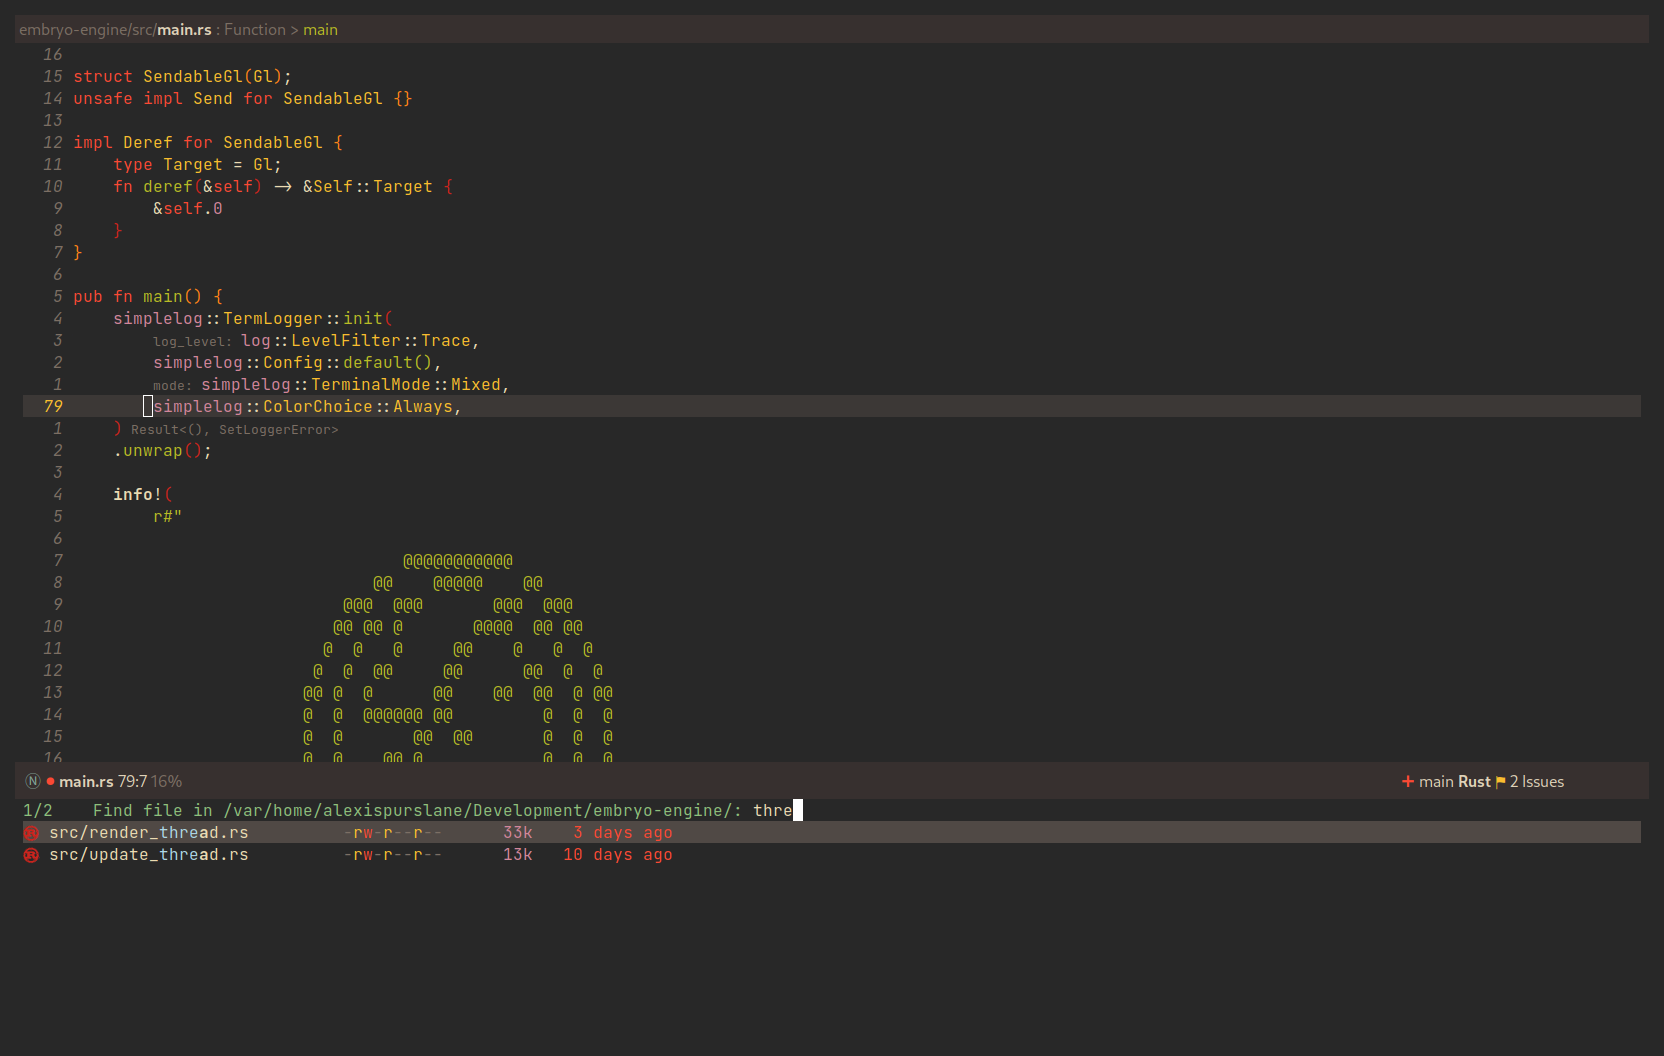 embryo-engine/src/main.rs : Function > main
16
15 struct SendableGl(Gl);
14 unsafe impl Send for SendableGl {}
13
12 impl Deref for SendableGl {
11     type Target = Gl;
10     fn deref(&self) -> &Self::Target {
9         &self.0
8     }
7 }
6
5 pub fn main() {
4     simplelog::TermLogger::init(
3         log_level: log::LevelFilter::Trace,
2         simplelog::Config::default(),
1         mode: simplelog::TerminalMode::Mixed,
79         simplelog::ColorChoice::Always,
1     ) Result<(), SetLoggerError>
2     .unwrap();
3
4     info!(
5         r#"
6
7                                  @@@@@@@@@@@
8                               @@    @@@@@    @@
9                            @@@  @@@       @@@  @@@
10                           @@ @@ @       @@@@  @@ @@
11                          @  @   @     @@    @   @  @
12                         @  @  @@     @@      @@  @  @
13                        @@ @  @      @@    @@  @@  @ @@
14                        @  @  @@@@@@ @@         @  @  @
15                        @  @       @@  @@       @  @  @
16                        @  @    @@ @            @  @  @
N main.rs 79:7 16% + main Rust 2 Issues
1/2    Find file in /var/home/alexispurslane/Development/embryo-engine/: thre
src/render_thread.rs          -rw-r--r--      33k    3 days ago
src/update_thread.rs          -rw-r--r--      13k   10 days ago